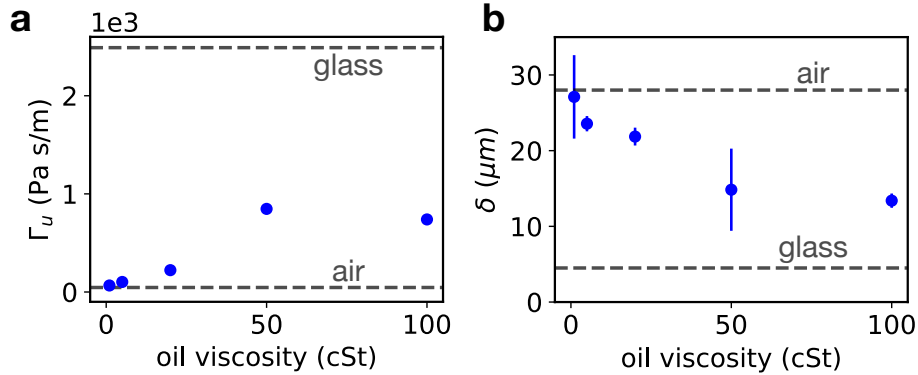 a
1e3
Γu (Pa s/m)
2
1
0
glass
air
0
50
100
oil viscosity (cSt)
b
δ (μm)
30
20
10
0
air
glass
0
50
100
oil viscosity (cSt)